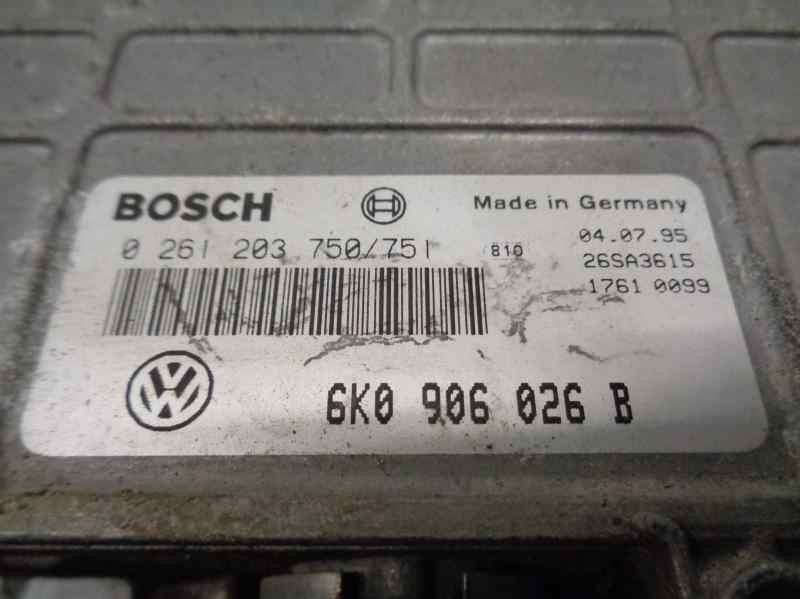 BOSCH
Made in Germany
0 261 203 750/751
810
04.07.95
26SA3615
1761 0099
VW
6K0 906 026 B